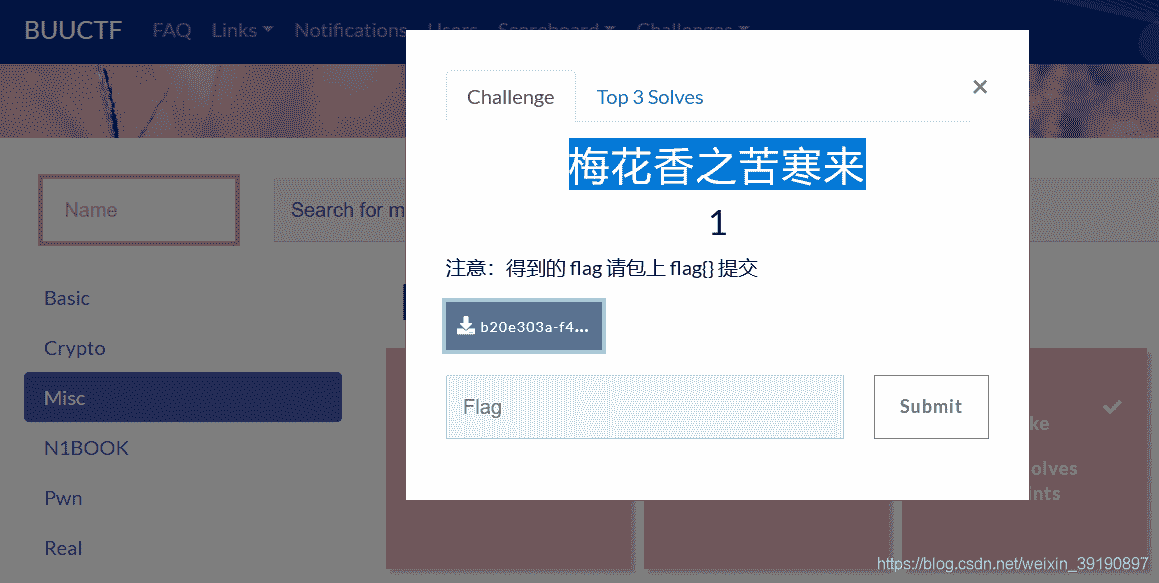 BUUCTF FAQ Links Notifications Users Scoreboard Challenges
Challenge Top 3 Solves ×
梅花香之苦寒来
1
注意：得到的 flag 请包上 flag{} 提交
b20e303a-f4...
Flag
Submit
Name
Search for m
Basic
Crypto
Misc
N1BOOK
Pwn
Real
ke
olves
nts
https://blog.csdn.net/weixin_39190897